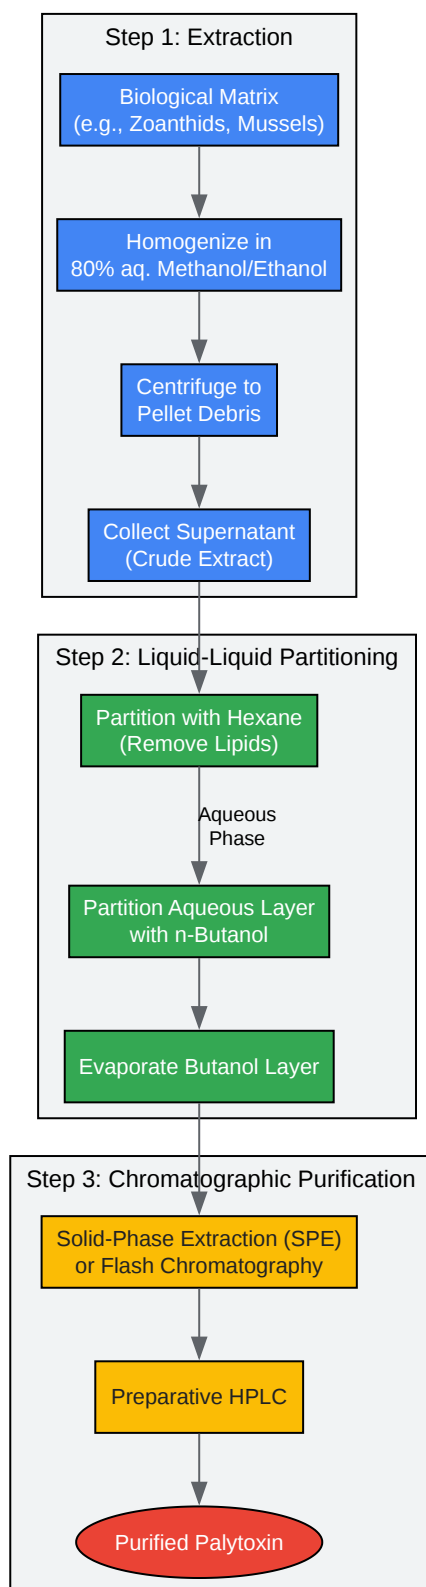 Step 1: Extraction
Biological Matrix
(e.g., Zoanthids, Mussels)
Homogenize in
80% aq. Methanol/Ethanol
Centrifuge to
Pellet Debris
Collect Supernatant
(Crude Extract)
Step 2: Liquid-Liquid Partitioning
Partition with Hexane
(Remove Lipids)
Aqueous
Phase
Partition Aqueous Layer
with n-Butanol
Evaporate Butanol Layer
Step 3: Chromatographic Purification
Solid-Phase Extraction (SPE)
or Flash Chromatography
Preparative HPLC
Purified Palytoxin